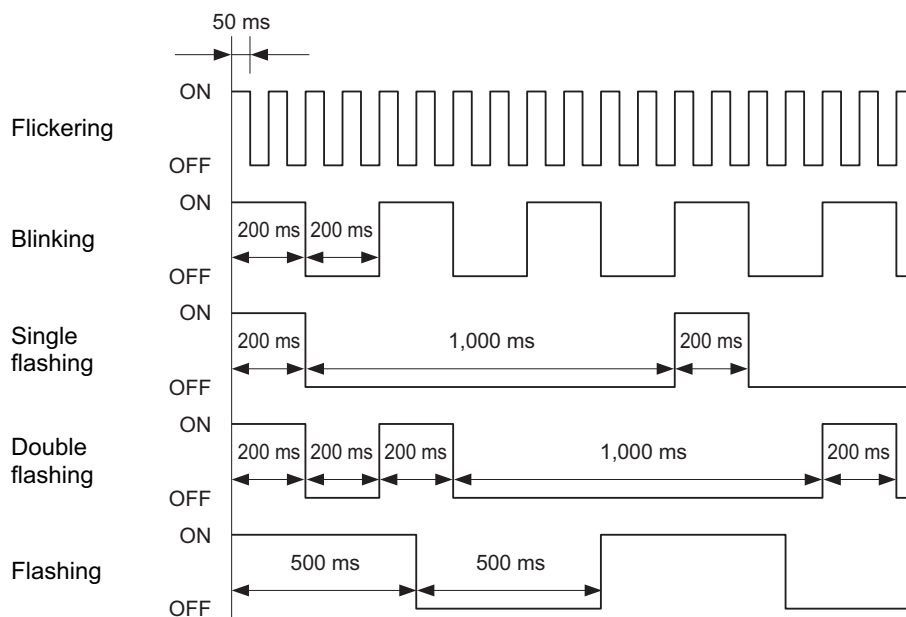 50 ms
ON
Flickering
OFF
ON
Blinking
200 ms 200 ms
OFF
ON
Single
flashing
200 ms 1,000 ms 200 ms
OFF
ON
Double
flashing
200 ms 200 ms 200 ms 1,000 ms 200 ms
OFF
ON
Flashing
500 ms 500 ms
OFF